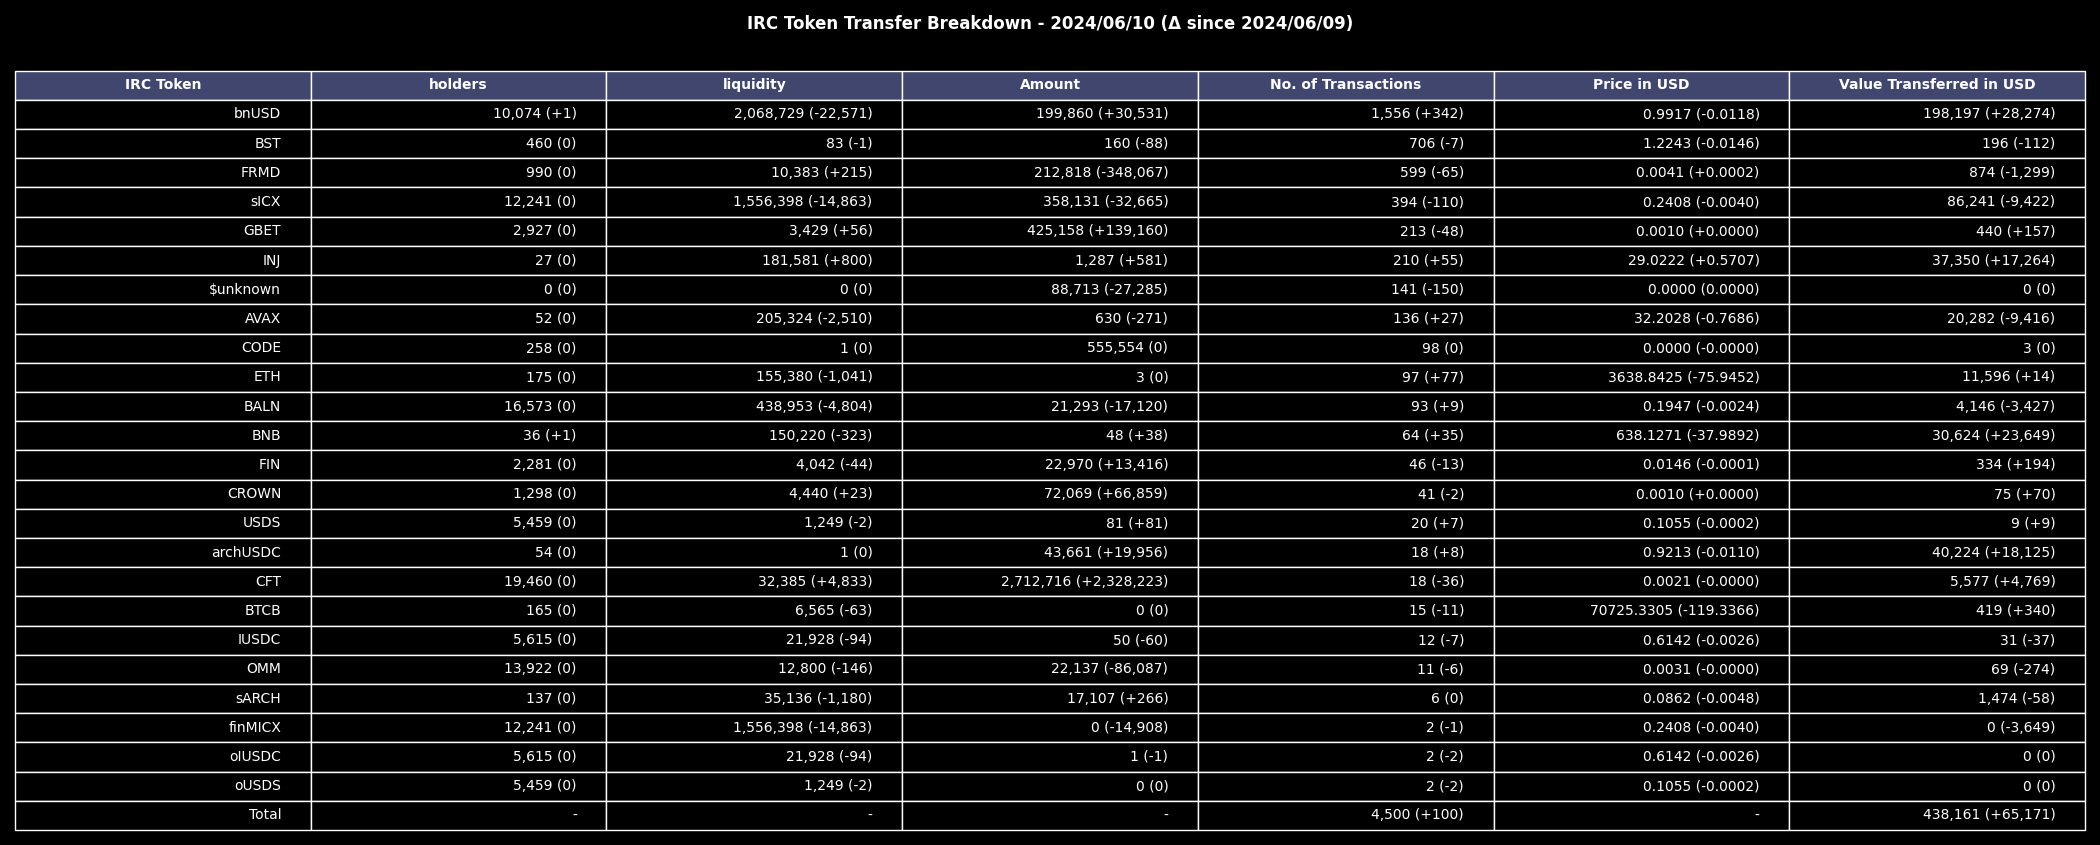 IRC Token Transfer Breakdown - 2024/06/10 (Δ since 2024/06/09)
IRC Token holders liquidity Amount No. of Transactions Price in USD Value Transferred in USD
bnUSD 10,074 (+1) 2,068,729 (-22,571) 199,860 (+30,531) 1,556 (+342) 0.9917 (-0.0118) 198,197 (+28,274)
BST 460 (0) 83 (-1) 160 (-88) 706 (-7) 1.2243 (-0.0146) 196 (-112)
FRMD 990 (0) 10,383 (+215) 212,818 (-348,067) 599 (-65) 0.0041 (+0.0002) 874 (-1,299)
sICX 12,241 (0) 1,556,398 (-14,863) 358,131 (-32,665) 394 (-110) 0.2408 (-0.0040) 86,241 (-9,422)
GBET 2,927 (0) 3,429 (+56) 425,158 (+139,160) 213 (-48) 0.0010 (+0.0000) 440 (+157)
INJ 27 (0) 181,581 (+800) 1,287 (+581) 210 (+55) 29.0222 (+0.5707) 37,350 (+17,264)
$unknown 0 (0) 0 (0) 88,713 (-27,285) 141 (-150) 0.0000 (0.0000) 0 (0)
AVAX 52 (0) 205,324 (-2,510) 630 (-271) 136 (+27) 32.2028 (-0.7686) 20,282 (-9,416)
CODE 258 (0) 1 (0) 555,554 (0) 98 (0) 0.0000 (-0.0000) 3 (0)
ETH 175 (0) 155,380 (-1,041) 3 (0) 97 (+77) 3638.8425 (-75.9452) 11,596 (+14)
BALN 16,573 (0) 438,953 (-4,804) 21,293 (-17,120) 93 (+9) 0.1947 (-0.0024) 4,146 (-3,427)
BNB 36 (+1) 150,220 (-323) 48 (+38) 64 (+35) 638.1271 (-37.9892) 30,624 (+23,649)
FIN 2,281 (0) 4,042 (-44) 22,970 (+13,416) 46 (-13) 0.0146 (-0.0001) 334 (+194)
CROWN 1,298 (0) 4,440 (+23) 72,069 (+66,859) 41 (-2) 0.0010 (+0.0000) 75 (+70)
USDS 5,459 (0) 1,249 (-2) 81 (+81) 20 (+7) 0.1055 (-0.0002) 9 (+9)
archUSDC 54 (0) 1 (0) 43,661 (+19,956) 18 (+8) 0.9213 (-0.0110) 40,224 (+18,125)
CFT 19,460 (0) 32,385 (+4,833) 2,712,716 (+2,328,223) 18 (-36) 0.0021 (-0.0000) 5,577 (+4,769)
BTCB 165 (0) 6,565 (-63) 0 (0) 15 (-11) 70725.3305 (-119.3366) 419 (+340)
IUSDC 5,615 (0) 21,928 (-94) 50 (-60) 12 (-7) 0.6142 (-0.0026) 31 (-37)
OMM 13,922 (0) 12,800 (-146) 22,137 (-86,087) 11 (-6) 0.0031 (-0.0000) 69 (-274)
sARCH 137 (0) 35,136 (-1,180) 17,107 (+266) 6 (0) 0.0862 (-0.0048) 1,474 (-58)
finMICX 12,241 (0) 1,556,398 (-14,863) 0 (-14,908) 2 (-1) 0.2408 (-0.0040) 0 (-3,649)
oIUSDC 5,615 (0) 21,928 (-94) 1 (-1) 2 (-2) 0.6142 (-0.0026) 0 (0)
oUSDS 5,459 (0) 1,249 (-2) 0 (0) 2 (-2) 0.1055 (-0.0002) 0 (0)
Total - - - 4,500 (+100) - 438,161 (+65,171)